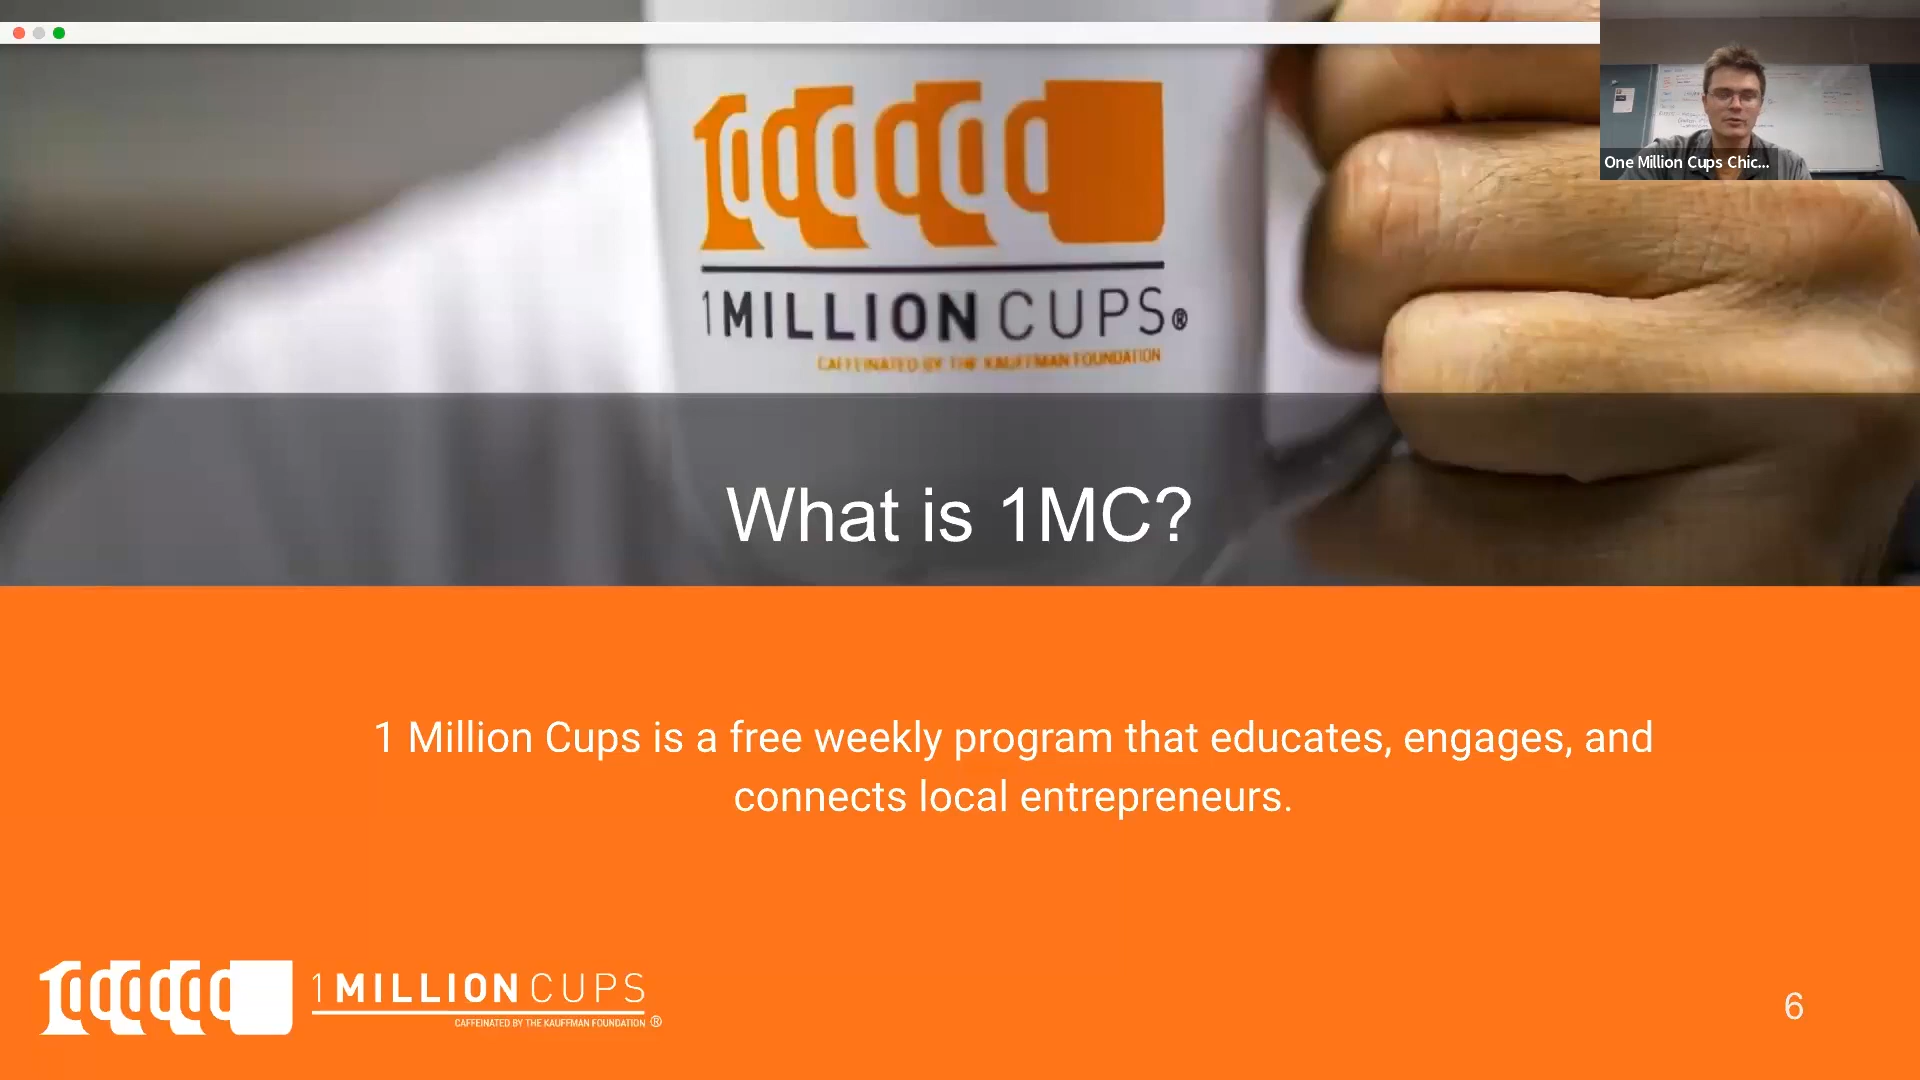 1MILLION CUPS®
CAFFEINATED BY THE KAUFFMAN FOUNDATION
One Million Cups Chic...
What is 1MC?
1 Million Cups is a free weekly program that educates, engages, and
connects local entrepreneurs.
1MILLION CUPS
CAFFEINATED BY THE KAUFFMAN FOUNDATION ®
6